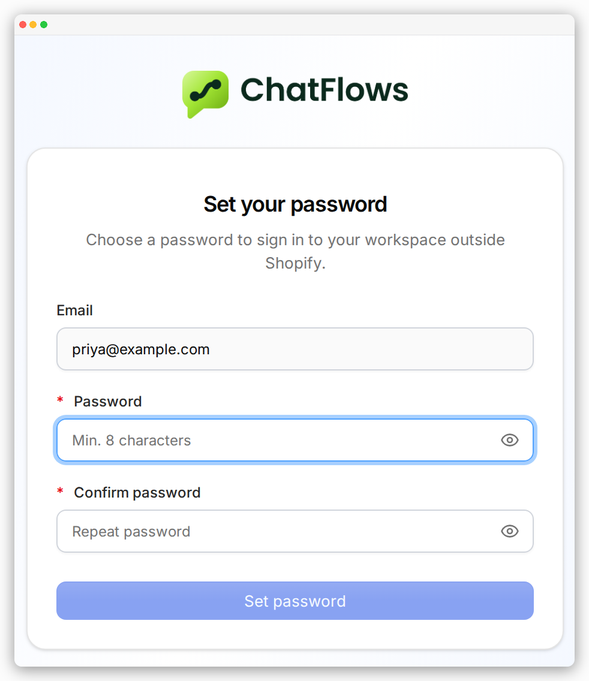 ChatFlows
Set your password
Choose a password to sign in to your workspace outside
Shopify.
Email
priya@example.com
* Password
Min. 8 characters
* Confirm password
Repeat password
Set password